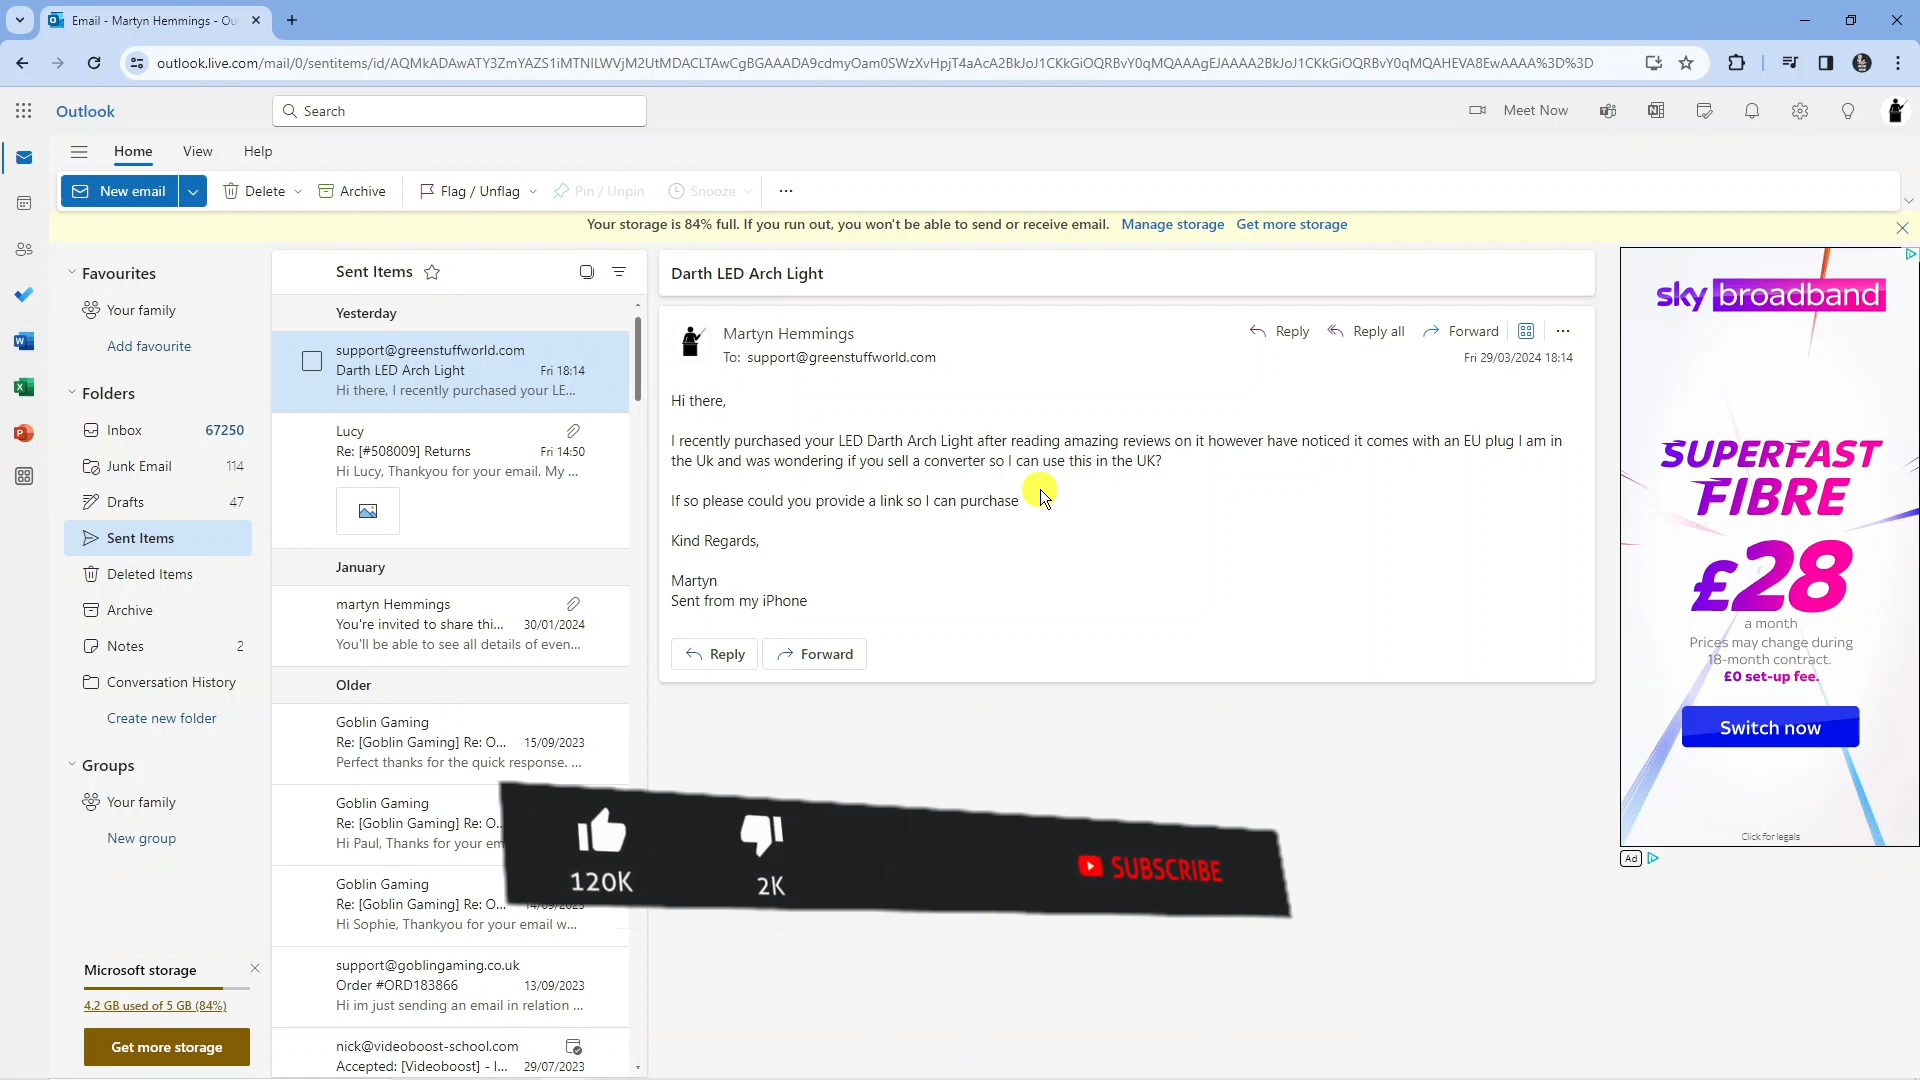 Email - Martyn Hemmings - Ou
outlook.live.com/mail/0/sentitems/id/AQMkADAwATY3ZmYAZS1iMTNlLWVjM2UtMDACLTAwCgBGAAADA9cdmyOam0SWzXvHpjT4aAcA2BkJoJ1CKkGiOQRBvY0qMQAAAgEJAAAA2BkJoJ1CKkGiOQRBvY0qMQAHEVA8EwAAAA%3D%3D
Outlook
Search
Meet Now
Home View Help
New email Delete Archive Flag / Unflag Pin / Unpin Snooze ...
Your storage is 84% full. If you run out, you won't be able to send or receive email. Manage storage Get more storage
Favourites
Your family
Add favourite
Folders
Inbox 67250
Junk Email 114
Drafts 47
Sent Items
Deleted Items
Archive
Notes 2
Conversation History
Create new folder
Groups
Your family
New group
Microsoft storage
4.2 GB used of 5 GB (84%)
Get more storage
Sent Items
Yesterday
support@greenstuffworld.com
Darth LED Arch Light Fri 18:14
Hi there, I recently purchased your LE...
Lucy
Re: [#508009] Returns Fri 14:50
Hi Lucy, Thankyou for your email. My ...
January
martyn Hemmings
You're invited to share thi... 30/01/2024
You'll be able to see all details of even...
Older
Goblin Gaming
Re: [Goblin Gaming] Re: O... 15/09/2023
Perfect thanks for the quick response. ...
Goblin Gaming
Re: [Goblin Gaming] Re: O..
Hi Paul, Thanks for your em
Goblin Gaming
Re: [Goblin Gaming] Re: O... 14/09/2023
Hi Sophie, Thankyou for your email w...
support@goblingaming.co.uk
Order #ORD183866 13/09/2023
Hi im just sending an email in relation ...
nick@videoboost-school.com
Accepted: [Videoboost] - I... 29/07/2023
Darth LED Arch Light
Martyn Hemmings
To: support@greenstuffworld.com
Reply Reply all Forward ...
Fri 29/03/2024 18:14
Hi there,
I recently purchased your LED Darth Arch Light after reading amazing reviews on it however have noticed it comes with an EU plug I am in
the Uk and was wondering if you sell a converter so I can use this in the UK?
If so please could you provide a link so I can purchase
Kind Regards,
Martyn
Sent from my iPhone
Reply Forward
120K
2K
SUBSCRIBE
sky broadband
SUPERFAST
FIBRE
£28
a month
Prices may change during
18-month contract.
£0 set-up fee.
Switch now
Click for legals
Ad